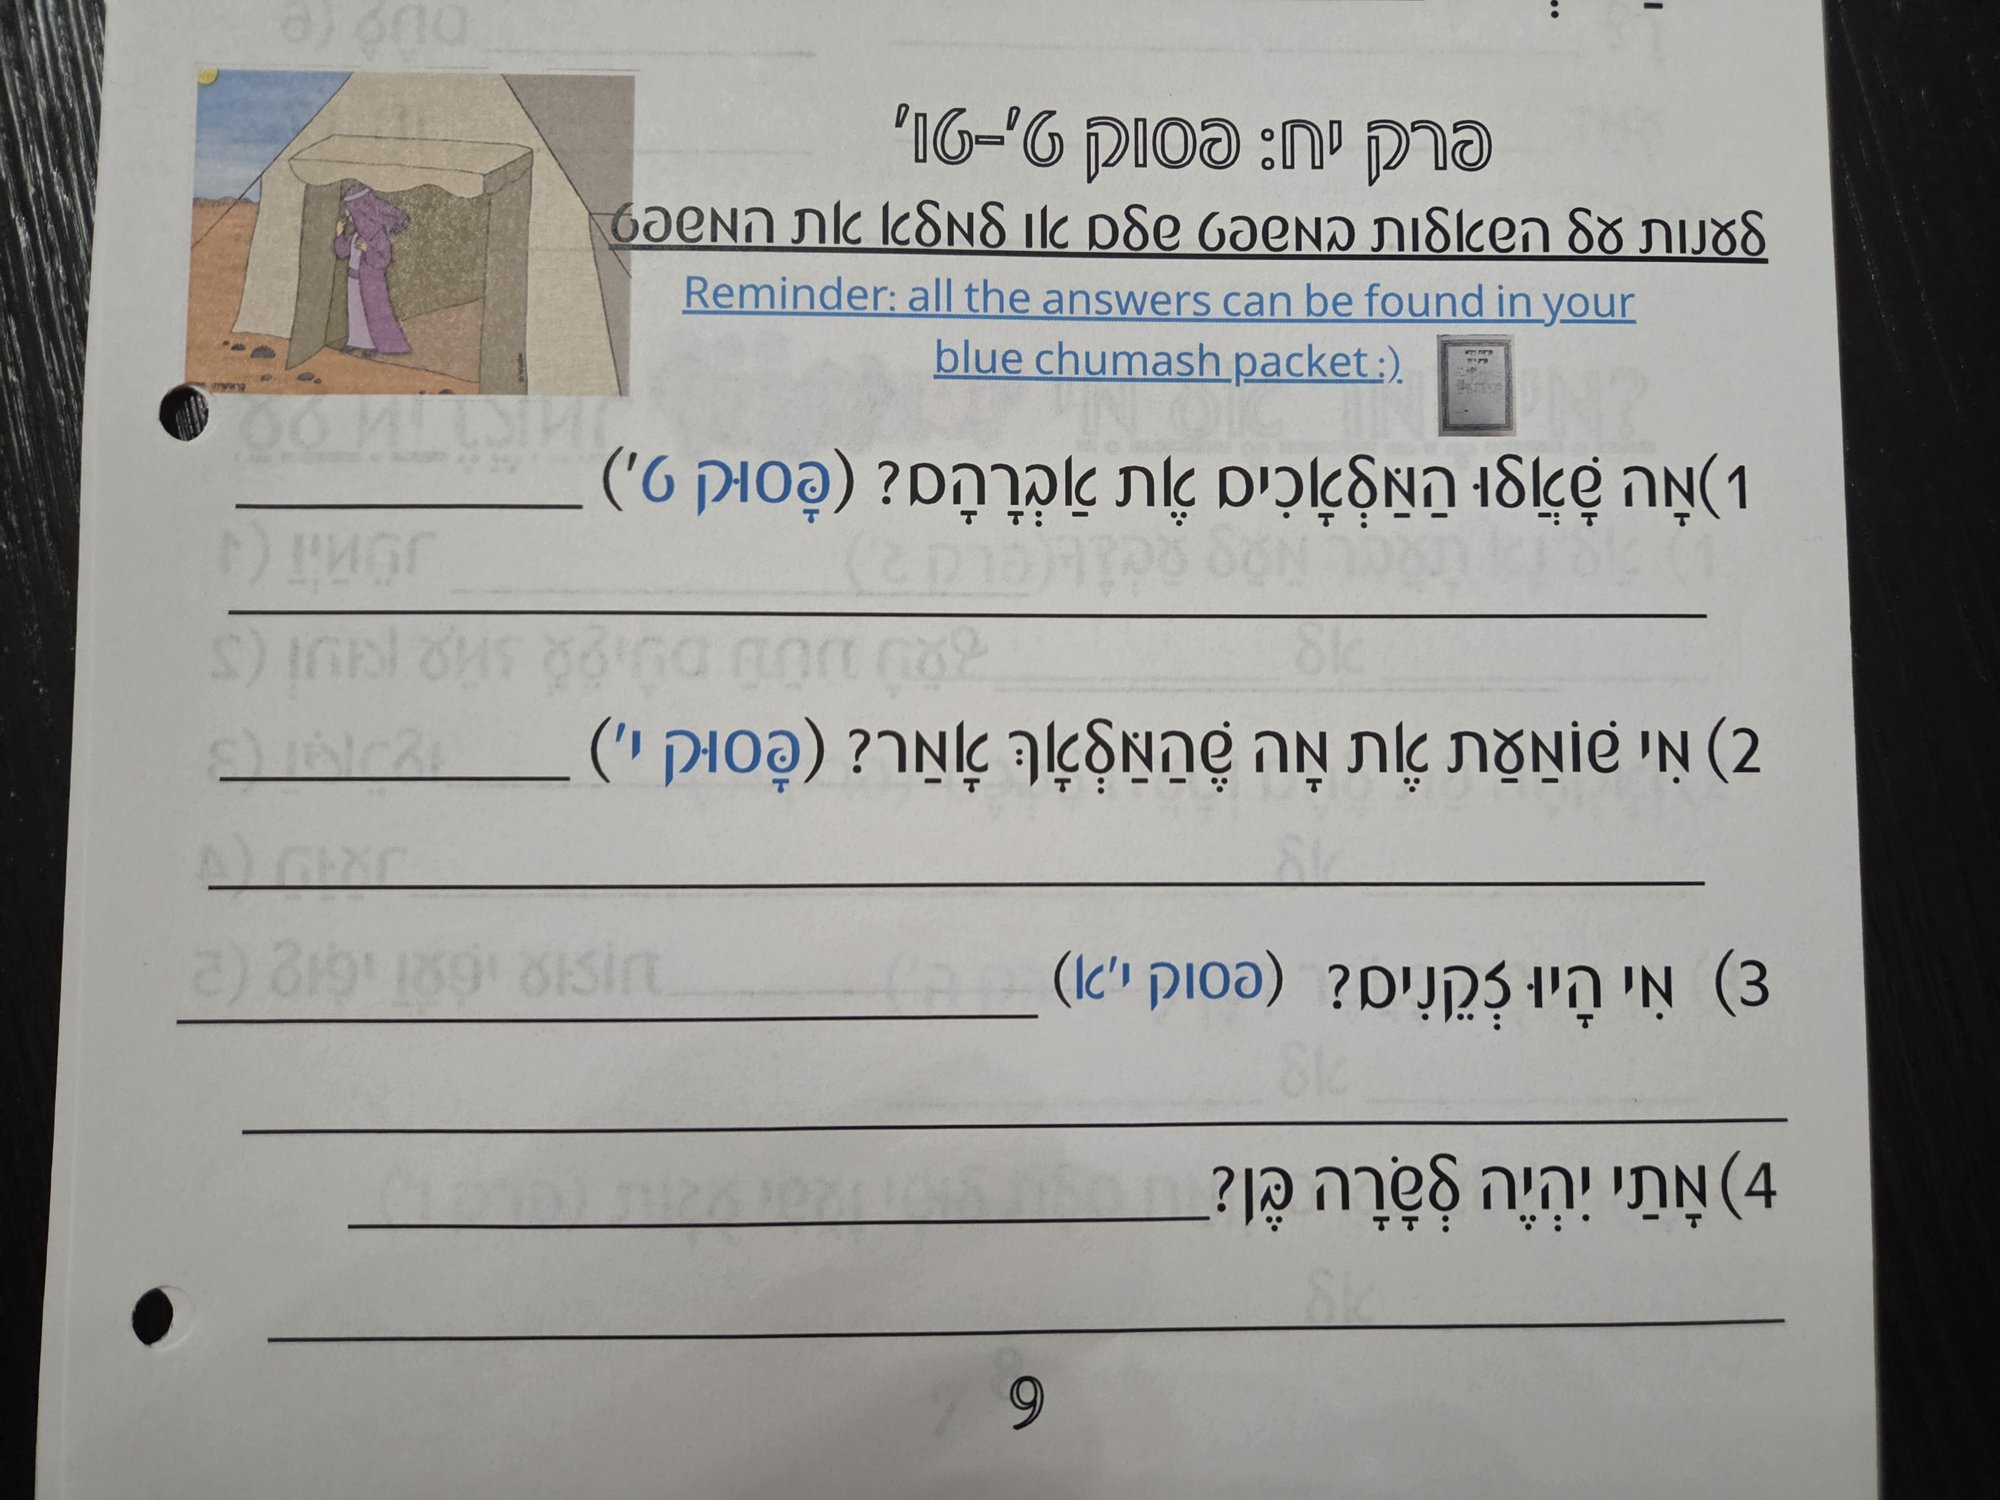 פרק יח: פסוק ט'-טו'
לענות על השאלות במשפט שלם או למלא את המשפט
Reminder: all the answers can be found in your
blue chumash packet :)
1)מָה שָׁאֲלוּ הַמַּלְאָכִים אֶת אַבְרָהָם? (פָּסוּק ט')
2) מִי שׁוֹמַעַת אֶת מָה שֶׁהַמַּלְאָךְ אָמַר? (פָּסוּק י')
3) מִי הָיוּ זְקֵנִים? (פסוק י'א)
4)מָתַי יִהְיֶה לְשָׂרָה בֶּן?
9